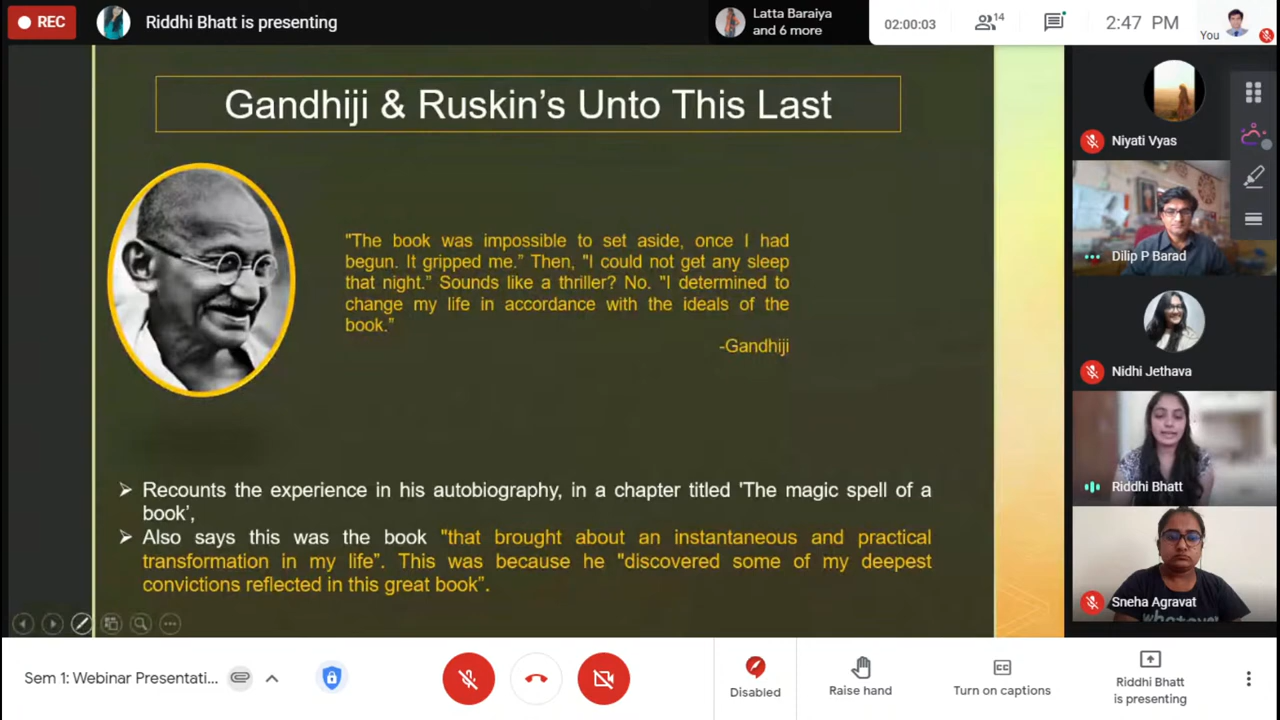 REC
Riddhi Bhatt is presenting
Latta Baraiya
and 6 more
02:00:03
14
2:47 PM
You
Gandhiji & Ruskin's Unto This Last
"The book was impossible to set aside, once I had
begun. It gripped me.” Then, "I could not get any sleep
that night.” Sounds like a thriller? No. "I determined to
change my life in accordance with the ideals of the
book.”
-Gandhiji
➢ Recounts the experience in his autobiography, in a chapter titled 'The magic spell of a
book’,
➢ Also says this was the book "that brought about an instantaneous and practical
transformation in my life”. This was because he "discovered some of my deepest
convictions reflected in this great book”.
Niyati Vyas
Dilip P Barad
Nidhi Jethava
Riddhi Bhatt
Sneha Agravat
whatever
Sem 1: Webinar Presentati...
Disabled
Raise hand
CC
Turn on captions
Riddhi Bhatt
is presenting